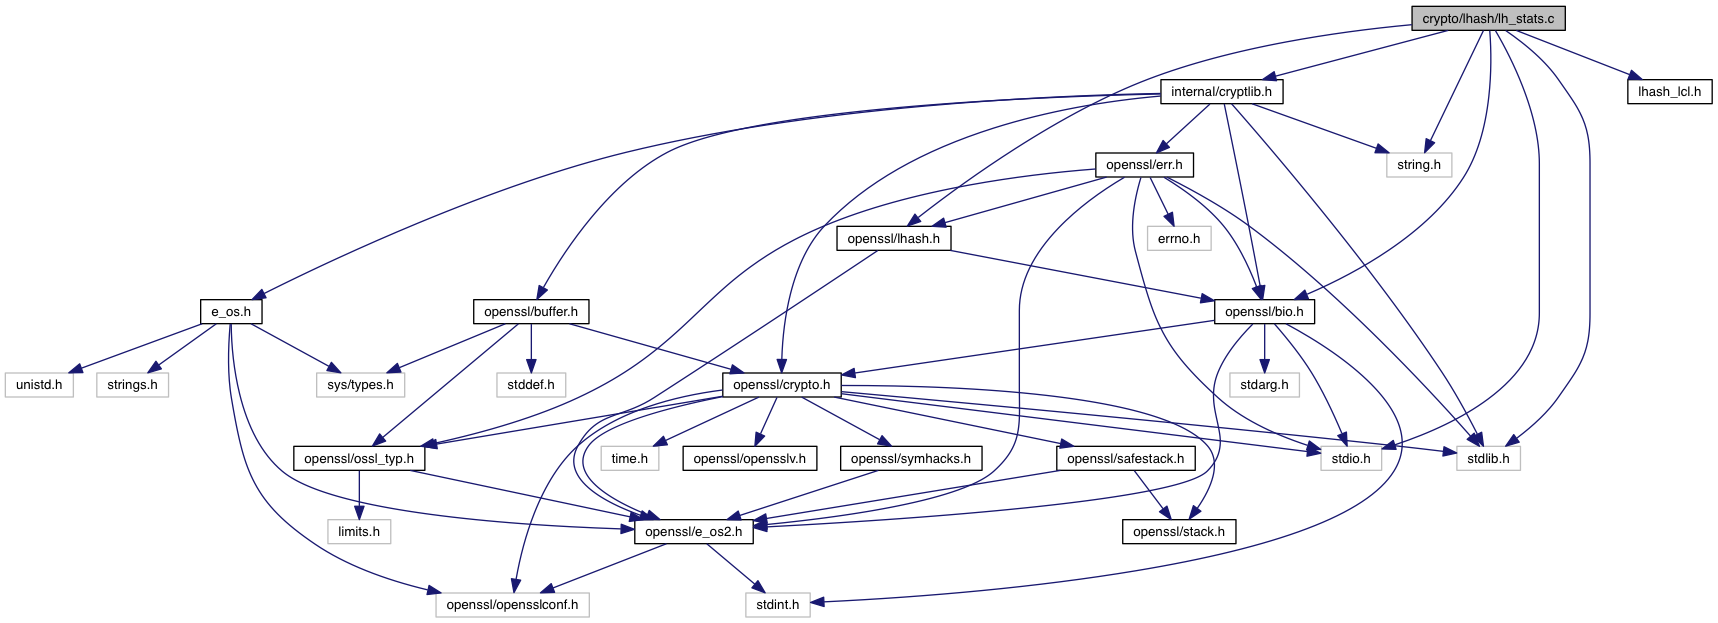 crypto/lhash/lh_stats.c
internal/cryptlib.h
lhash_lcl.h
openssl/err.h
string.h
openssl/lhash.h
errno.h
e_os.h
openssl/buffer.h
openssl/bio.h
unistd.h
strings.h
sys/types.h
stddef.h
openssl/crypto.h
stdarg.h
openssl/ossl_typ.h
time.h
openssl/opensslv.h
openssl/symhacks.h
openssl/safestack.h
stdio.h
stdlib.h
limits.h
openssl/e_os2.h
openssl/stack.h
openssl/opensslconf.h
stdint.h